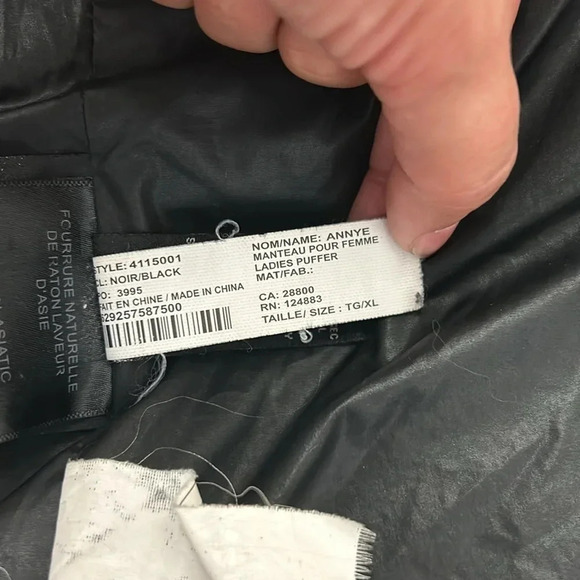 STYLE: 4115001
CL: NOIR/BLACK
PO: 3995
FAIT EN CHINE / MADE IN CHINA
629257587500
NOM/NAME: ANNYE
MANTEAU POUR FEMME
LADIES PUFFER
MAT/FAB.:
CA: 28800
RN: 124883
TAILLE/ SIZE : TG/XL
FOURRURE NATURELLE
DE RATON LAVEUR
D'ASIE
ASIATIC